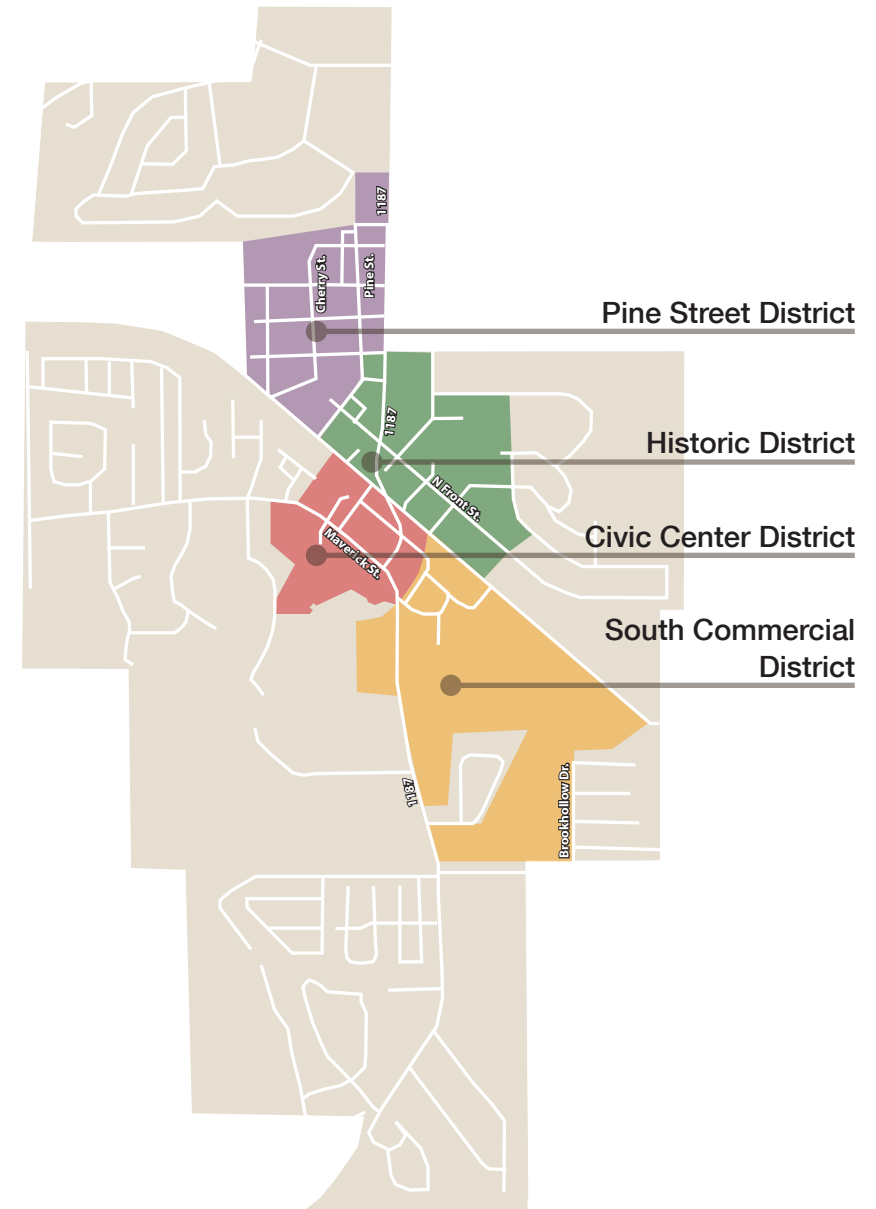 1187
Cherry St.
Pine St.
Pine Street District
1187
Historic District
N Front St.
Civic Center District
Maverick St.
South Commercial
District
1187
Brookhollow Dr.